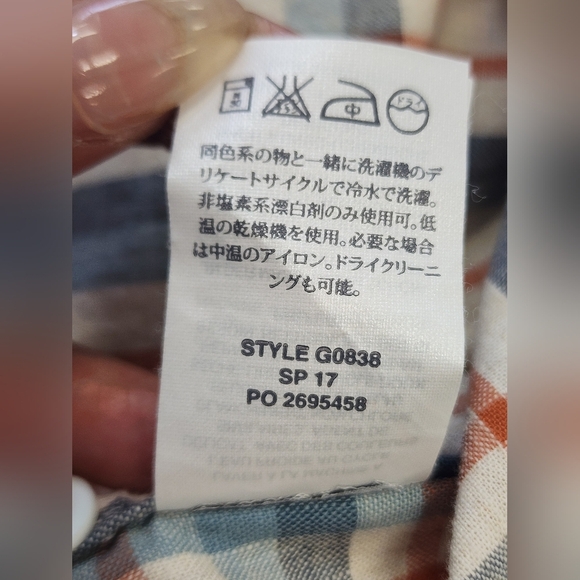 中 ドライ
同色系の物と一緒に洗濯機のデ
リケートサイクルで冷水で洗濯。
非塩素系漂白剤のみ使用可。低
温の乾燥機を使用。必要な場合
は中温のアイロン。ドライクリーニ
ングも可能。
STYLE G0838
SP 17
PO 2695458